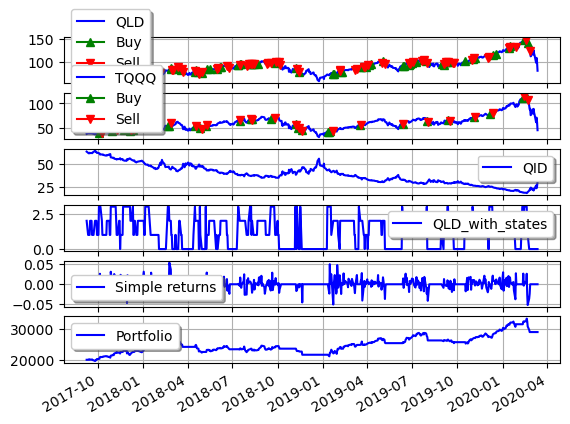 QLD
Buy
Sell
150
100
TQQQ
Buy
Sell
100
50
QID
50
25
QLD_with_states
2.5
0.0
Simple returns
0.05
0.00
−0.05
Portfolio
30000
20000
2017-10
2018-01
2018-04
2018-07
2018-10
2019-01
2019-04
2019-07
2019-10
2020-01
2020-04